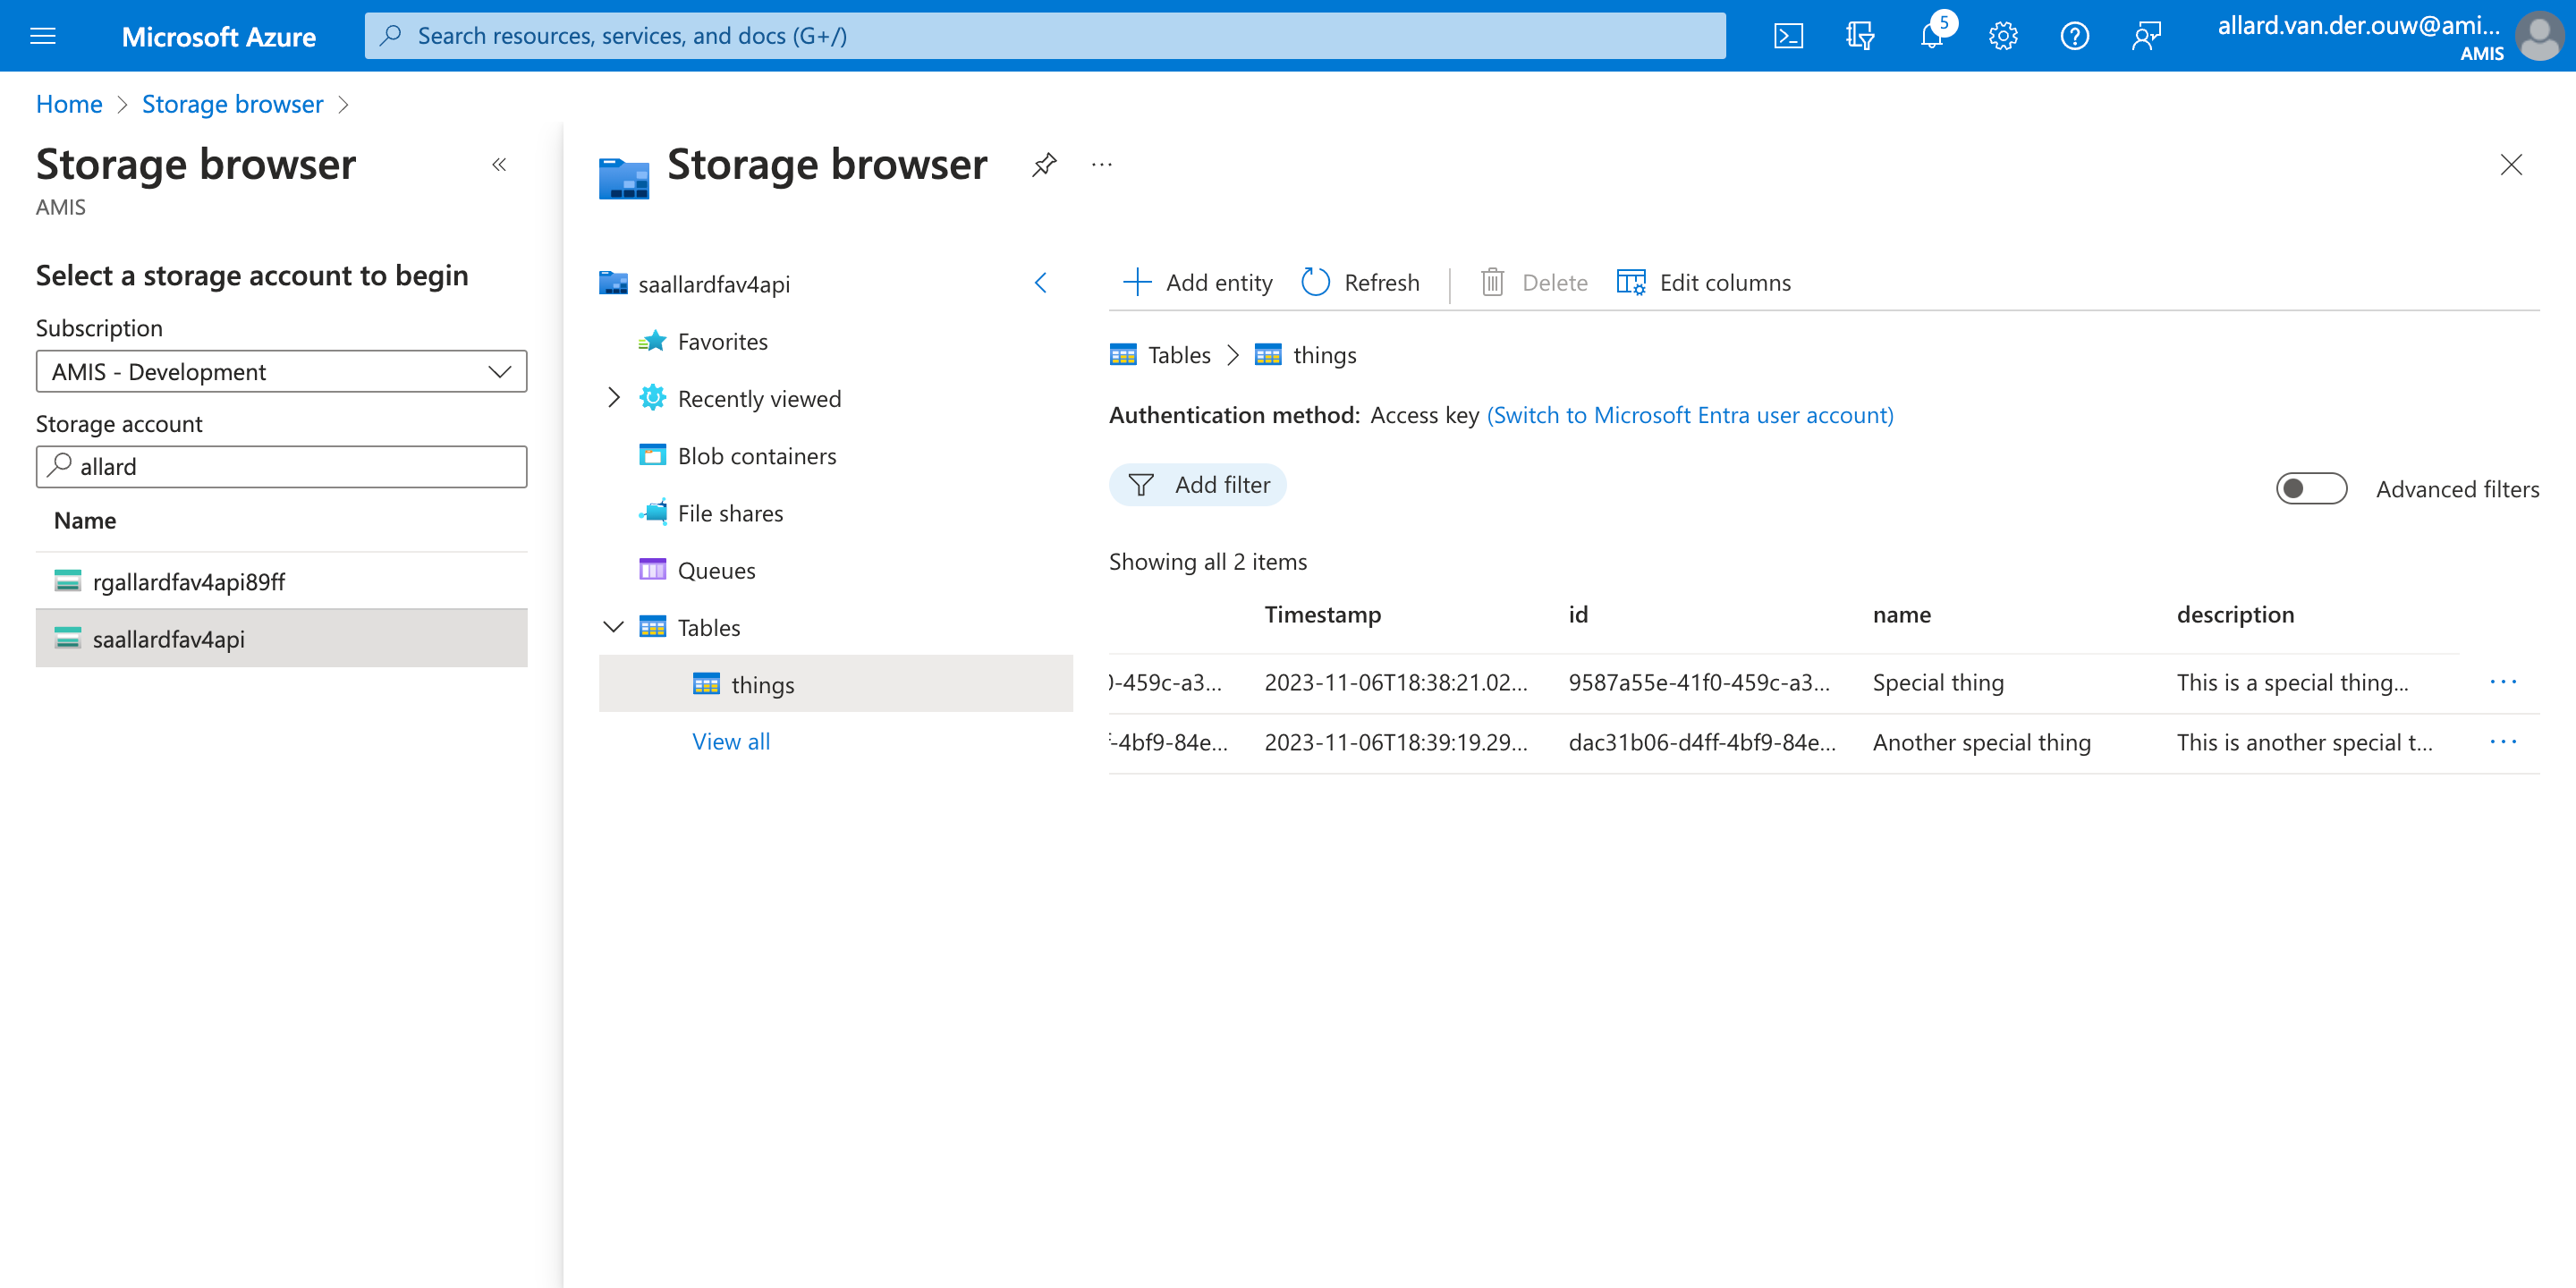 Microsoft Azure
Search resources, services, and docs (G+/)
5
allard.van.der.ouw@ami...
AMIS
Home > Storage browser >
Storage browser
AMIS
Select a storage account to begin
Subscription
AMIS - Development
Storage account
allard
Name
rgallardfav4api89ff
saallardfav4api
Storage browser
saallardfav4api
Favorites
Recently viewed
Blob containers
File shares
Queues
Tables
things
View all
Add entity
Refresh
Delete
Edit columns
Tables > things
Authentication method: Access key (Switch to Microsoft Entra user account)
Add filter
Advanced filters
Showing all 2 items
Timestamp id name description
0-459c-a3... 2023-11-06T18:38:21.02... 9587a55e-41f0-459c-a3... Special thing This is a special thing...
f-4bf9-84e... 2023-11-06T18:39:19.29... dac31b06-d4ff-4bf9-84e... Another special thing This is another special t...